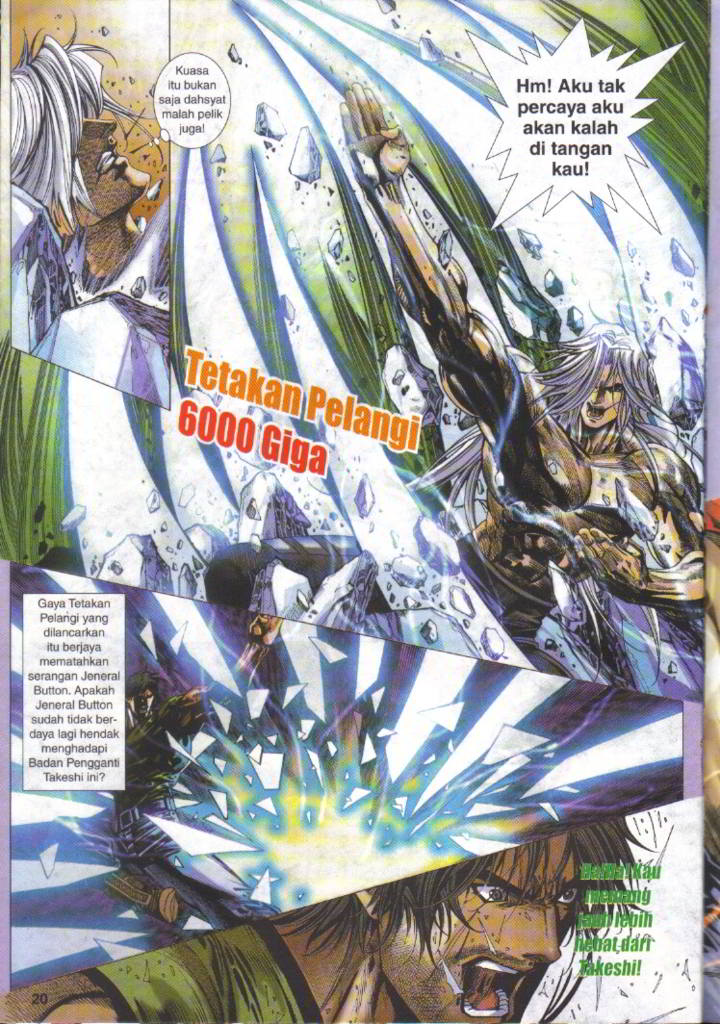 Kuasa
itu bukan
saja dahsyat
malah pelik
juga!
Hm! Aku tak
percaya aku
akan kalah
di tangan
kau!
Tetakan Pelangi
6000 Giga
Gaya Tetakan
Pelangi yang
dilancarkan
itu berjaya
mematahkan
serangan Jeneral
Button. Apakah
Jeneral Button
sudah tidak ber-
daya lagi hendak
menghadapi
Badan Pengganti
Takeshi ini?
HaHa! Kau
memang
jauh lebih
hebat dari
Takeshi!
20